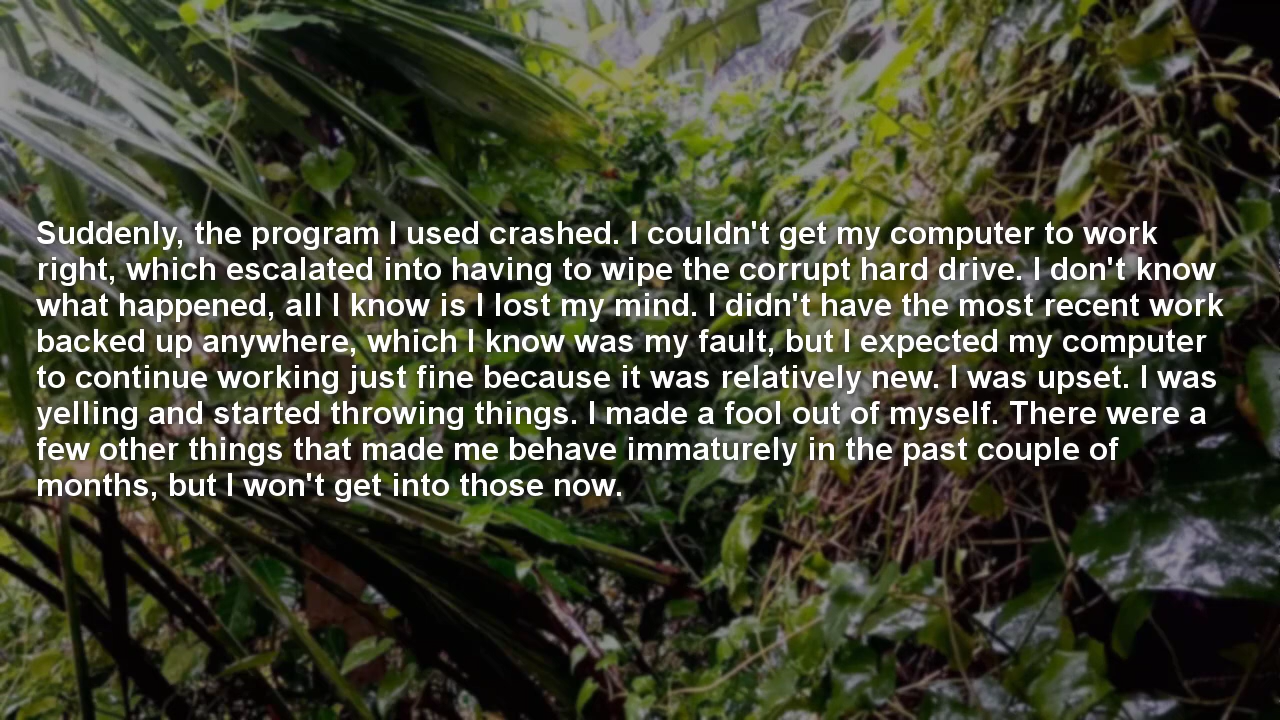 Suddenly, the program I used crashed. I couldn't get my computer to work
right, which escalated into having to wipe the corrupt hard drive. I don't know
what happened, all I know is I lost my mind. I didn't have the most recent work
backed up anywhere, which I know was my fault, but I expected my computer
to continue working just fine because it was relatively new. I was upset. I was
yelling and started throwing things. I made a fool out of myself. There were a
few other things that made me behave immaturely in the past couple of
months, but I won't get into those now.